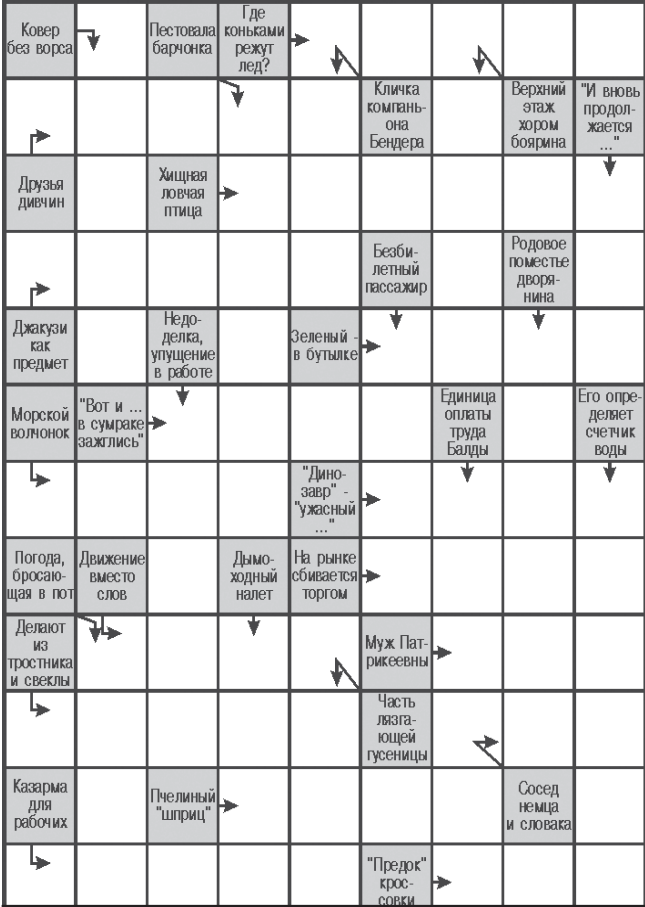 Ковер
без ворса
Пестовала
барчонка
Где
коньками
режут
лед?
Кличка
компань-
она
Бендера
Верхний
этаж
хором
боярина
"И вновь
продол-
жается
..."
Друзья
дивчин
Хищная
ловчая
птица
Безби-
летный
пассажир
Родовое
поместье
дворя-
нина
Джакузи
как
предмет
Недо-
делка,
упущение
в работе
Зеленый -
в бутылке
Морской
волчонок
"Вот и ...
в сумраке
зажглись"
Единица
оплаты
труда
Балды
Его опре-
деляет
счетчик
воды
"Дино-
завр" -
"ужасный
..."
Погода,
бросаю-
щая в пот
Движение
вместо
слов
Дымо-
ходный
налет
На рынке
сбивается
торгом
Делают
из
тростника
и свеклы
Муж Пат-
рикеевны
Часть
лязга-
ющей
гусеницы
Казарма
для
рабочих
Пчелиный
"шприц"
Сосед
немца
и словака
"Предок"
крос-
совки